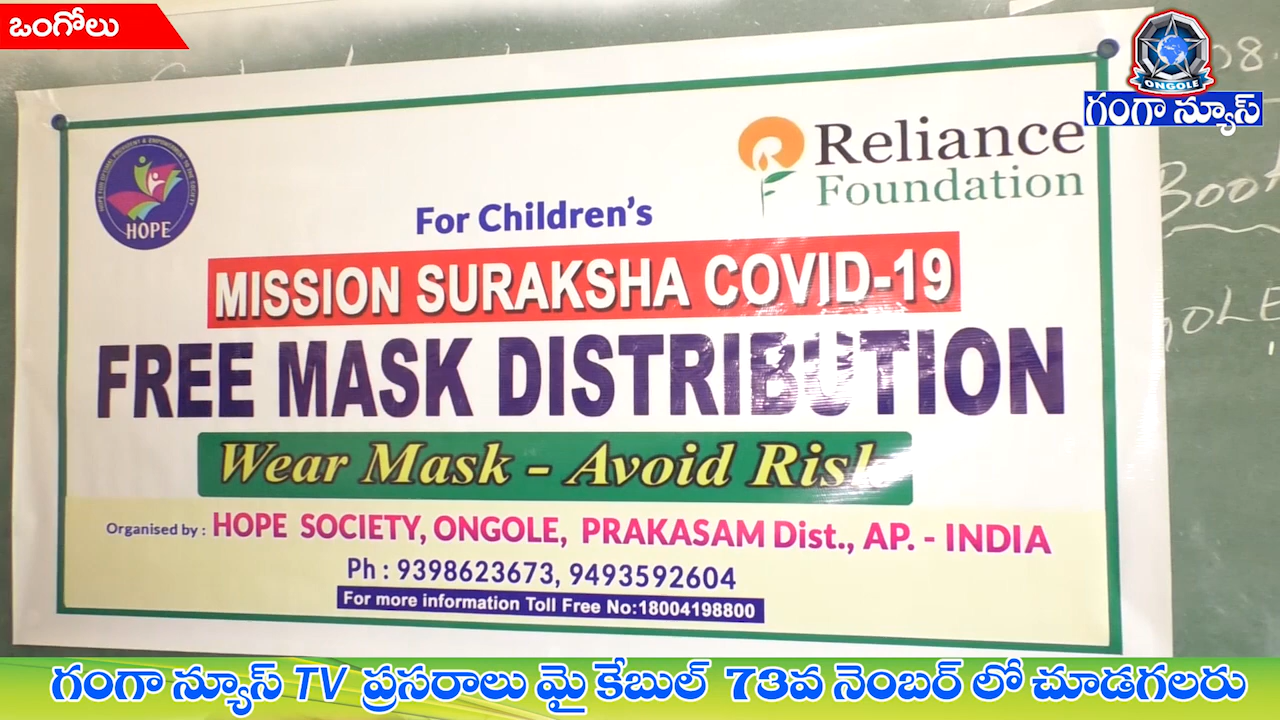 ఒంగోలు
ONGOLE
గంగా న్యూస్
HOPE
Reliance
Foundation
For Children's
MISSION SURAKSHA COVID-19
FREE MASK DISTRIBUTION
Wear Mask - Avoid Risk
Organised by : HOPE SOCIETY, ONGOLE, PRAKASAM Dist., AP. - INDIA
Ph : 9398623673, 9493592604
For more information Toll Free No:18004198800
గంగా న్యూస్ TV ప్రసరాలు మై కేబుల్ 73వ నెంబర్ లో చూడగలరు